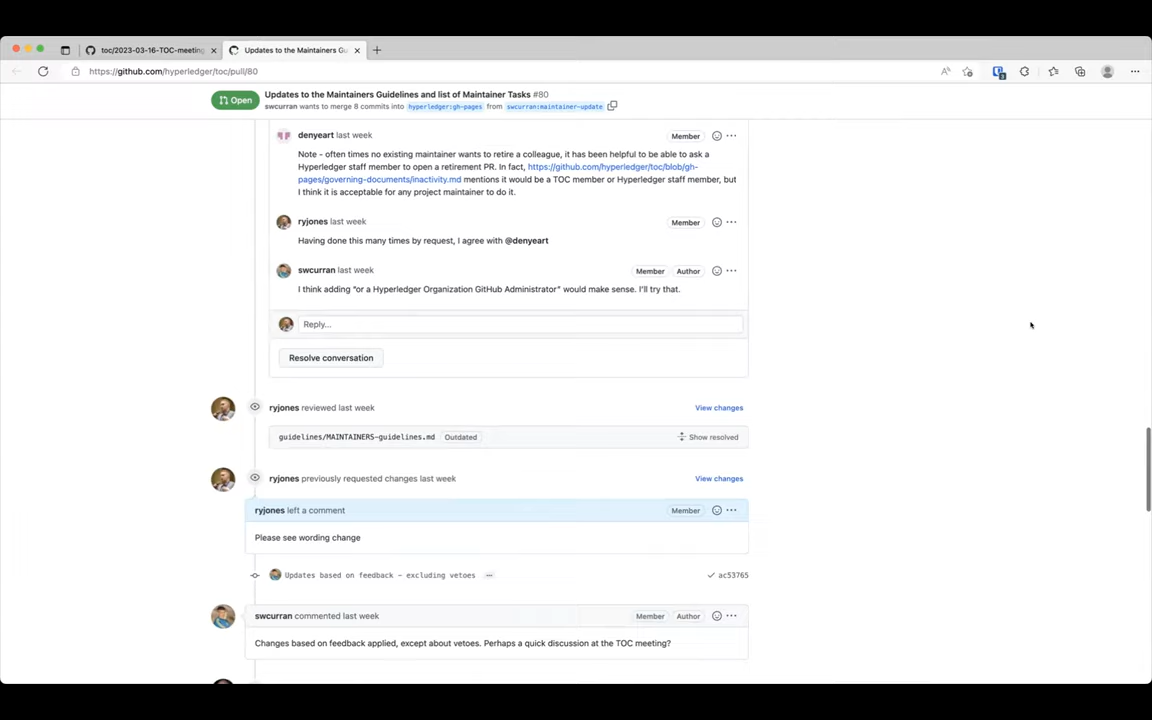 toc/2023-03-16-TOC-meeting
Updates to the Maintainers Gu
https://github.com/hyperledger/toc/pull/80
Open
Updates to the Maintainers Guidelines and list of Maintainer Tasks #80
swcurran wants to merge 8 commits into hyperledger:gh-pages from swcurran:maintainer-update
denyeart last week
Member
Note - often times no existing maintainer wants to retire a colleague, it has been helpful to be able to ask a
Hyperledger staff member to open a retirement PR. In fact, https://github.com/hyperledger/toc/blob/gh-
pages/governing-documents/inactivity.md mentions it would be a TOC member or Hyperledger staff member, but
I think it is acceptable for any project maintainer to do it.
ryjones last week
Member
Having done this many times by request, I agree with @denyeart
swcurran last week
Member
Author
I think adding "or a Hyperledger Organization GitHub Administrator" would make sense. I'll try that.
Reply...
Resolve conversation
ryjones reviewed last week
View changes
guidelines/MAINTAINERS-guidelines.md
Outdated
Show resolved
ryjones previously requested changes last week
View changes
ryjones left a comment
Member
Please see wording change
Updates based on feedback - excluding vetoes
ac53765
swcurran commented last week
Member
Author
Changes based on feedback applied, except about vetoes. Perhaps a quick discussion at the TOC meeting?